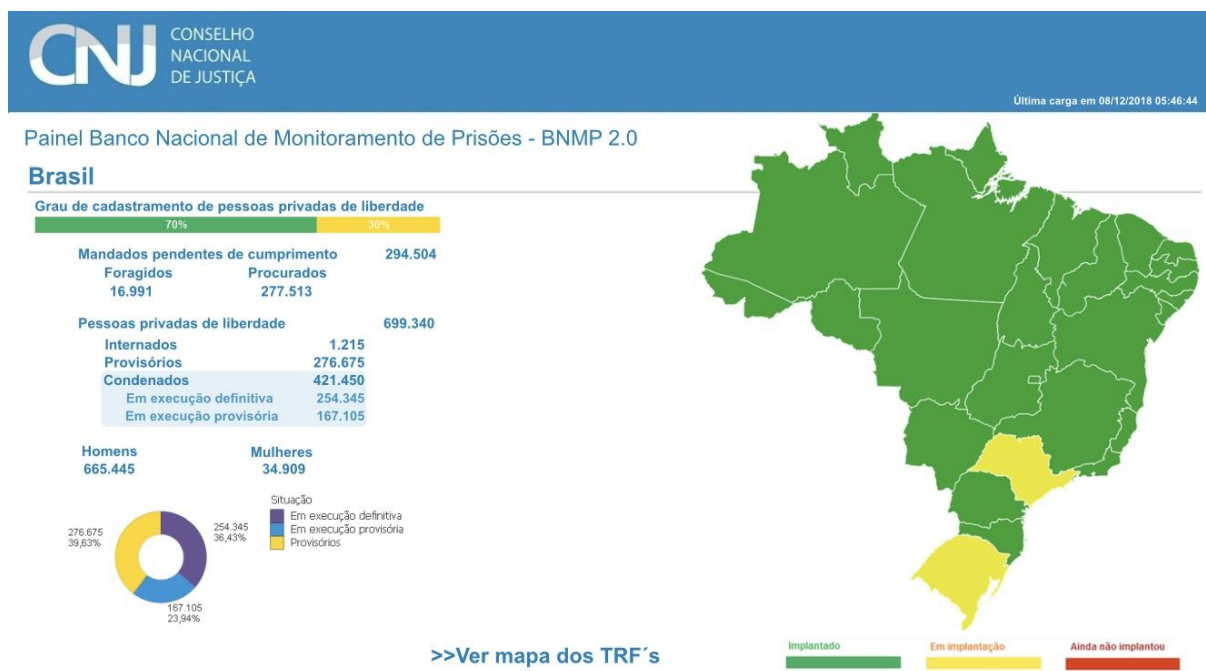 CNJ
CONSELHO
NACIONAL
DE JUSTIÇA
Última carga em 08/12/2018 05:46:44
Painel Banco Nacional de Monitoramento de Prisões - BNMP 2.0
Brasil
Grau de cadastramento de pessoas privadas de liberdade
70% 30%
Mandados pendentes de cumprimento 294.504
Foragidos Procurados
16.991 277.513
Pessoas privadas de liberdade 699.340
Internados 1.215
Provisórios 276.675
Condenados 421.450
Em execução definitiva 254.345
Em execução provisória 167.105
Homens Mulheres
665.445 34.909
Situação
Em execução definitiva
Em execução provisória
Provisórios
276.675
39,63%
254.345
36,43%
167.105
23,94%
>>Ver mapa dos TRF´s
Implantado Em implantação Ainda não implantou